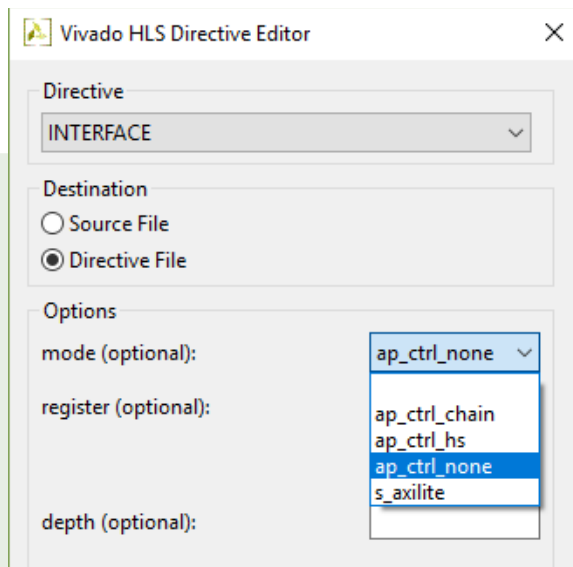 Vivado HLS Directive Editor
Directive
INTERFACE
Destination
Source File
Directive File
Options
mode (optional):
ap_ctrl_none
register (optional):
ap_ctrl_chain
ap_ctrl_hs
ap_ctrl_none
s_axilite
depth (optional):